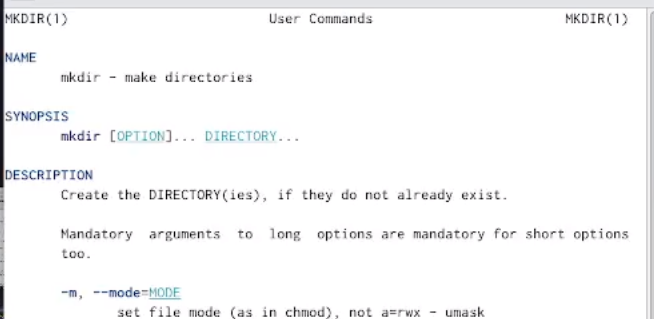 MKDIR(1) User Commands MKDIR(1)
NAME
mkdir - make directories
SYNOPSIS
mkdir [OPTION]... DIRECTORY...
DESCRIPTION
Create the DIRECTORY(ies), if they do not already exist.
Mandatory arguments to long options are mandatory for short options
too.
-m, --mode=MODE
set file mode (as in chmod), not a=rwx - umask